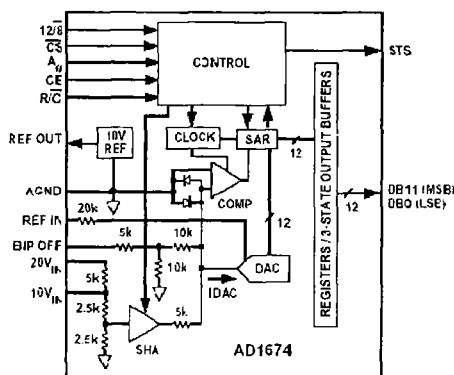 12/8
CS
A0
CE
R/C
CONTROL
STS
REF OUT
10V
REF
CLOCK
SAR
12
COMP
AGND
REF IN
20k
12
BIP OFF
5k
10k
10k
20VIN
5k
10VIN
2.5k
2.5k
SHA
5k
IDAC
DAC
REGISTERS / 3-STATE OUTPUT BUFFERS
12
DB11 (MSB)
DB0 (LSB)
AD1674